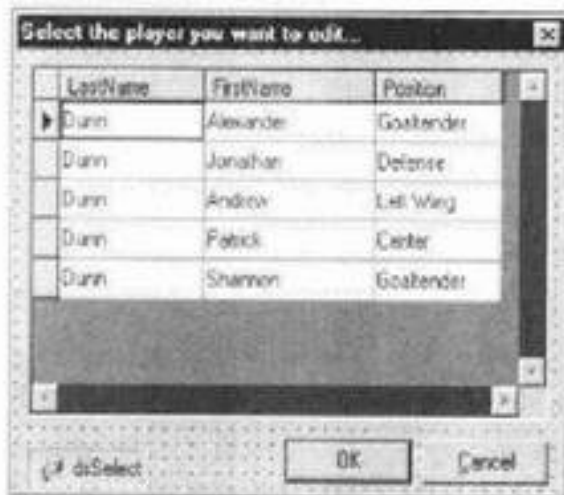 Select the player you want to edit...
LastName FirstName Position
Dunn Alexander Goaltender
Dunn Jonathan Defense
Dunn Andrew Left Wing
Dunn Patrick Center
Dunn Shannon Goaltender
dsSelect OK Cancel